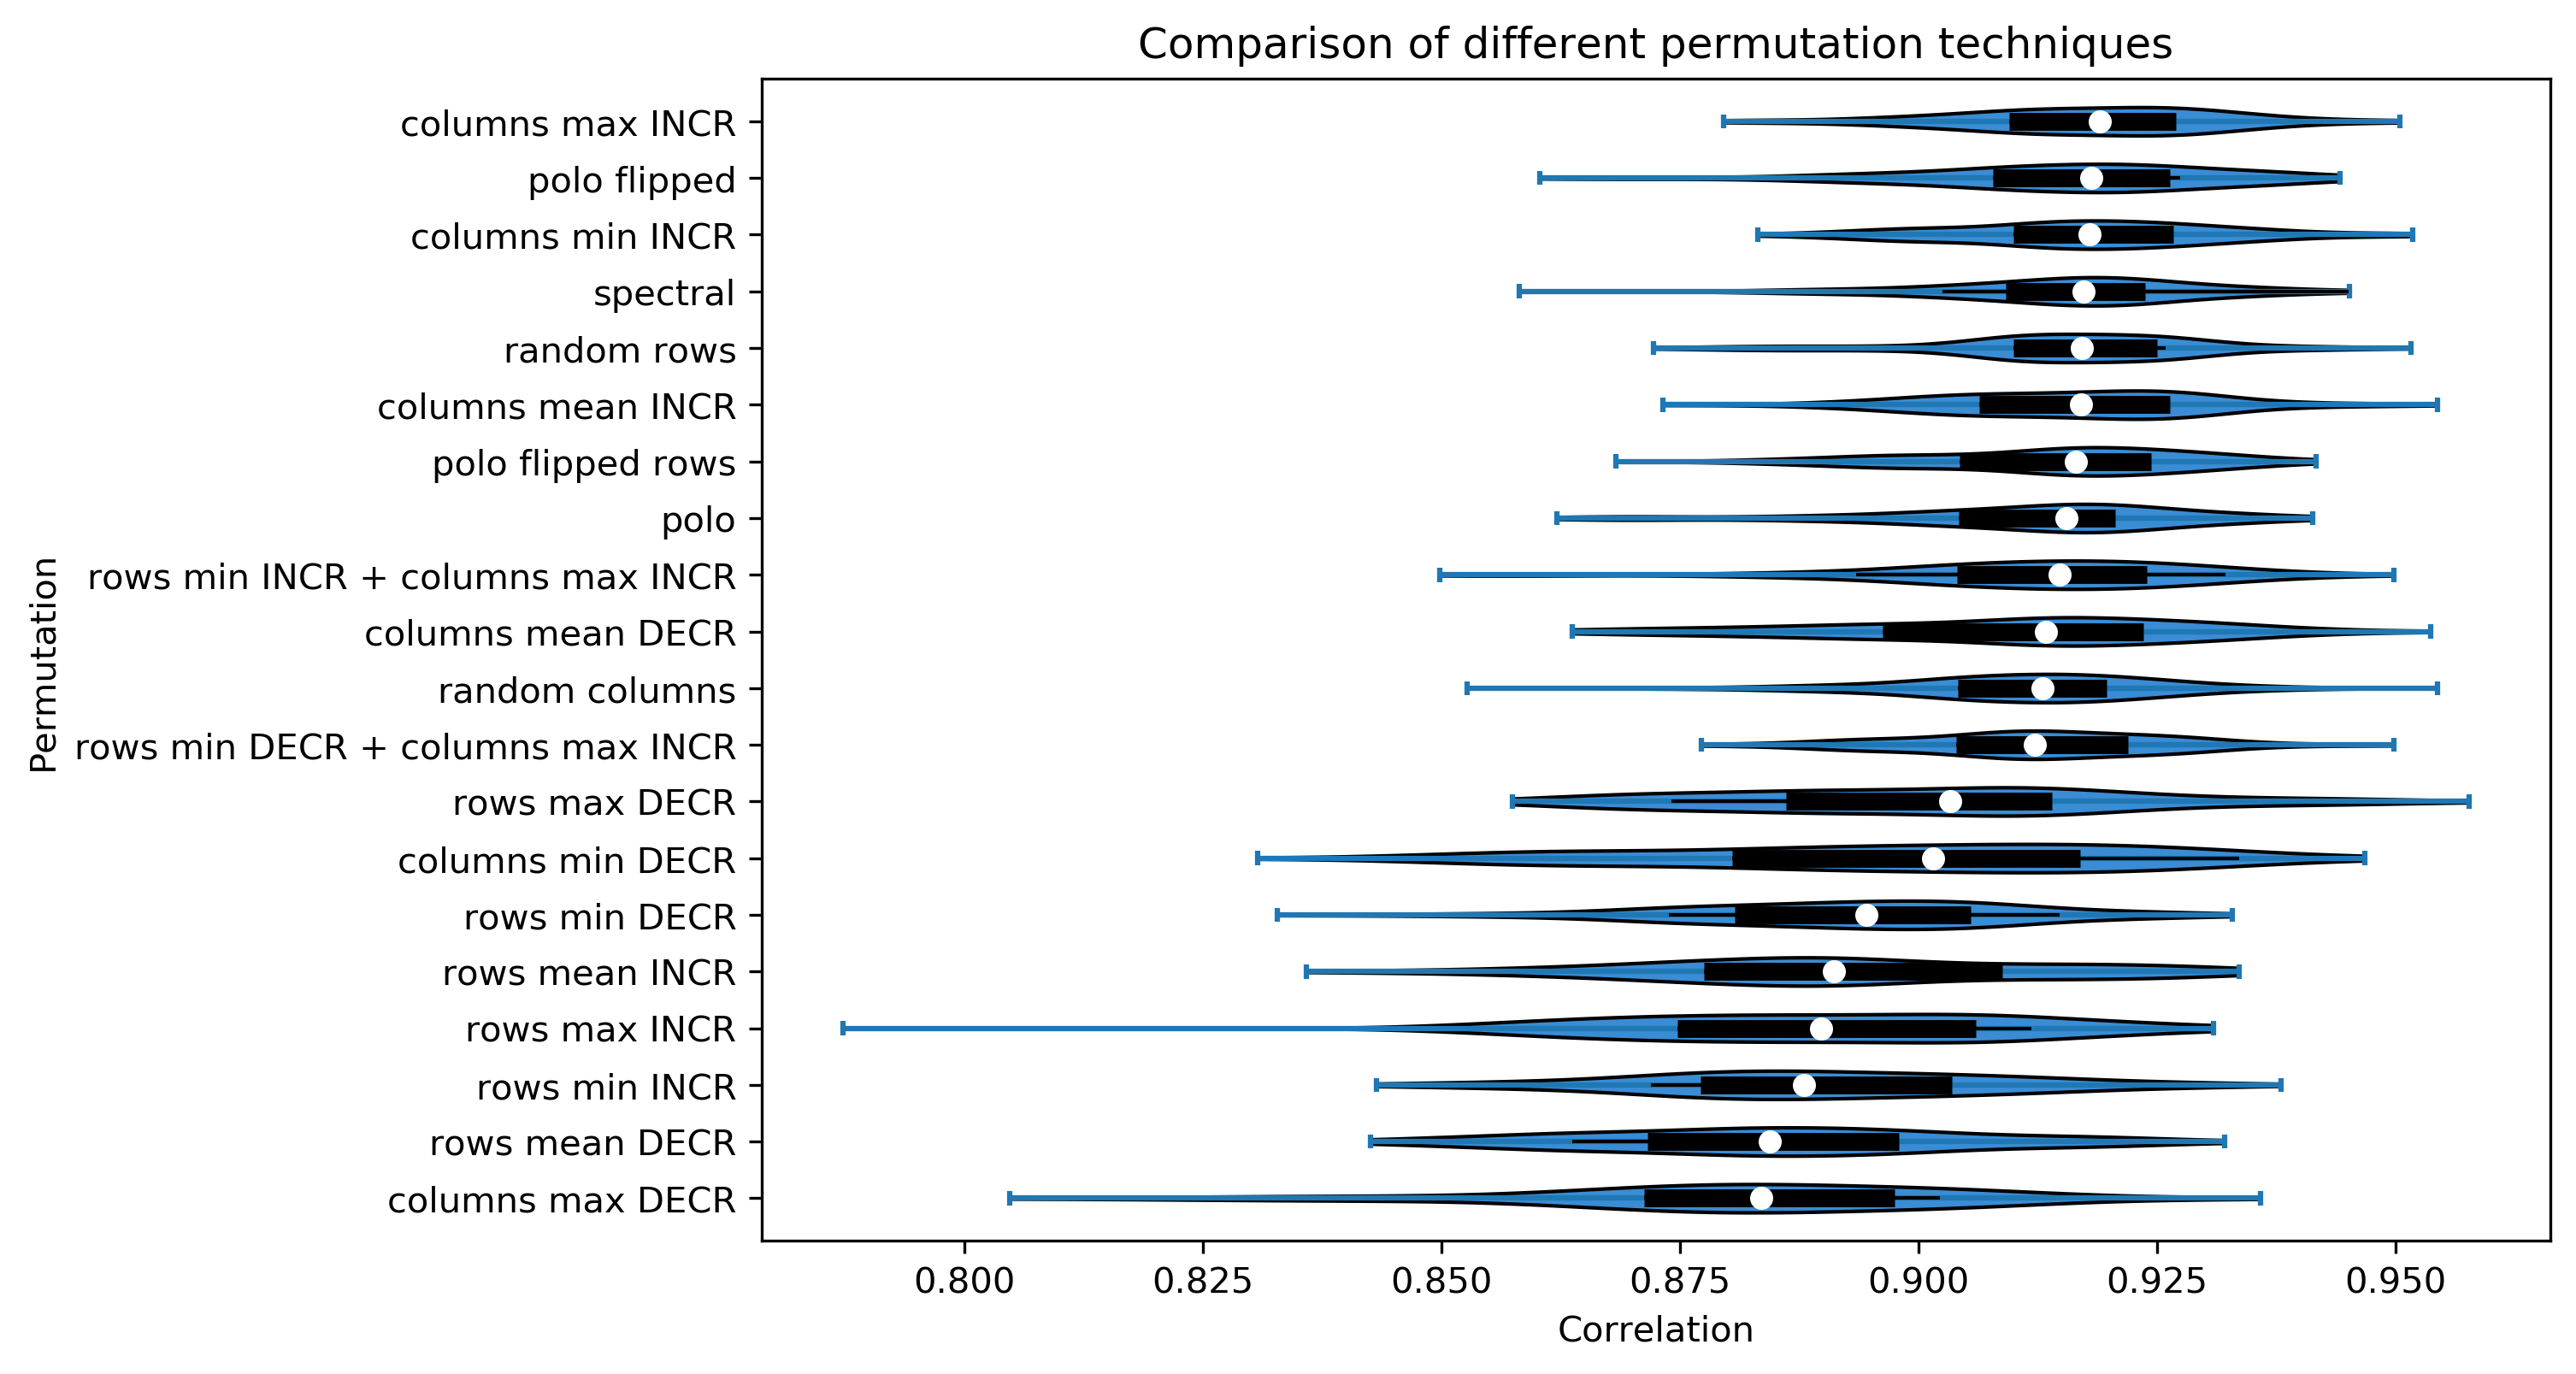 Comparison of different permutation techniques
Permutation
columns max INCR
polo flipped
columns min INCR
spectral
random rows
columns mean INCR
polo flipped rows
polo
rows min INCR + columns max INCR
columns mean DECR
random columns
rows min DECR + columns max INCR
rows max DECR
columns min DECR
rows min DECR
rows mean INCR
rows max INCR
rows min INCR
rows mean DECR
columns max DECR
0.800 0.825 0.850 0.875 0.900 0.925 0.950
Correlation